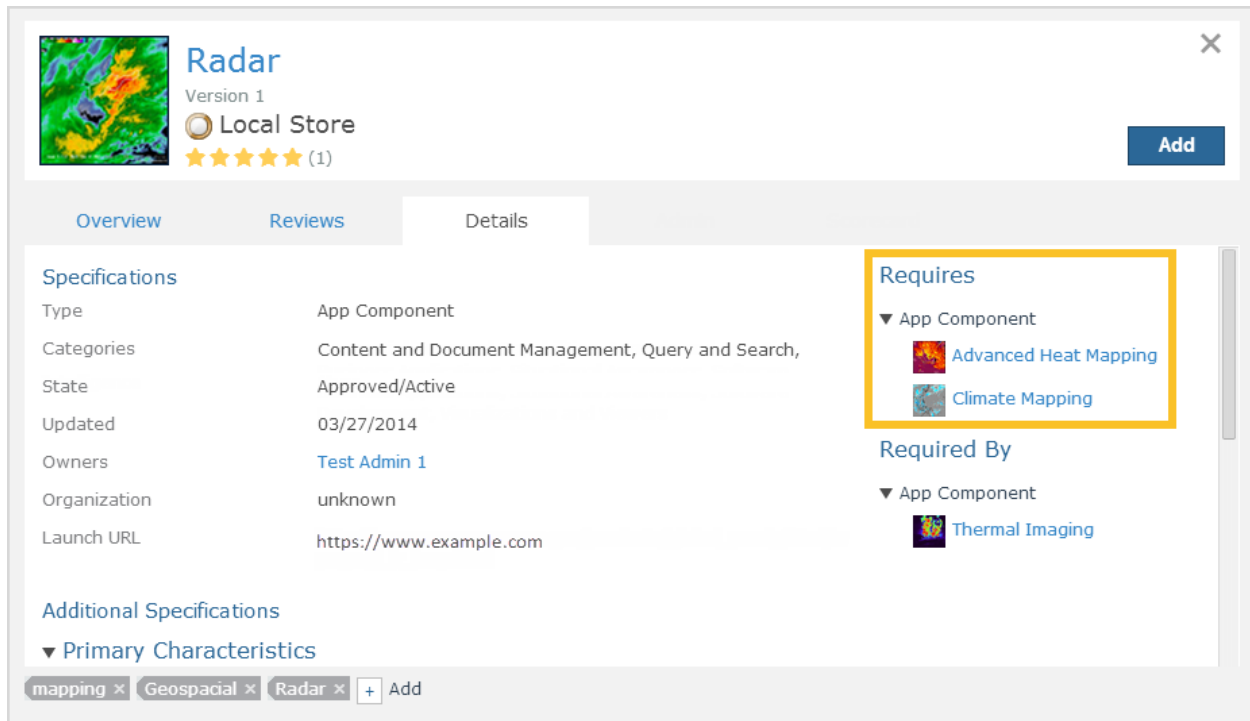 Radar
Version 1
Local Store
(1)
Add
Overview
Reviews
Details
Specifications
Type
App Component
Categories
Content and Document Management, Query and Search,
State
Approved/Active
Updated
03/27/2014
Owners
Test Admin 1
Organization
unknown
Launch URL
https://www.example.com
Requires
▼ App Component
Advanced Heat Mapping
Climate Mapping
Required By
▼ App Component
Thermal Imaging
Additional Specifications
▼ Primary Characteristics
mapping × Geospacial × Radar × + Add